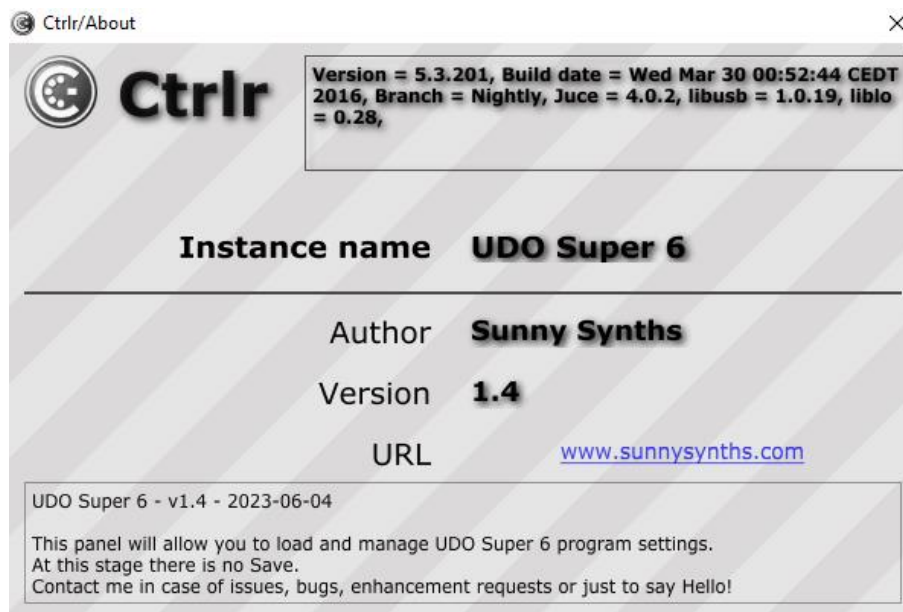 Ctrlr/About
Ctrlr
Version = 5.3.201, Build date = Wed Mar 30 00:52:44 CEDT
2016, Branch = Nightly, Juce = 4.0.2, libusb = 1.0.19, liblo
= 0.28,
Instance name UDO Super 6
Author Sunny Synths
Version 1.4
URL www.sunnysynths.com
UDO Super 6 - v1.4 - 2023-06-04
This panel will allow you to load and manage UDO Super 6 program settings.
At this stage there is no Save.
Contact me in case of issues, bugs, enhancement requests or just to say Hello!